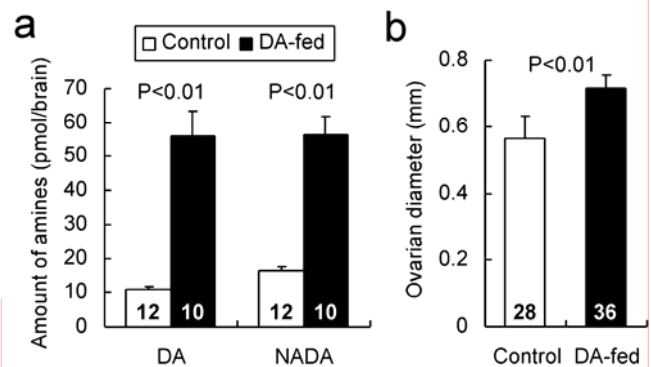 a
Control DA-fed
Amount of amines (pmol/brain)
70
60
50
40
30
20
10
0
P<0.01 P<0.01
12 10 12 10
DA NADA
b
Ovarian diameter (mm)
0.8
0.6
0.4
0.2
0
P<0.01
28 36
Control DA-fed